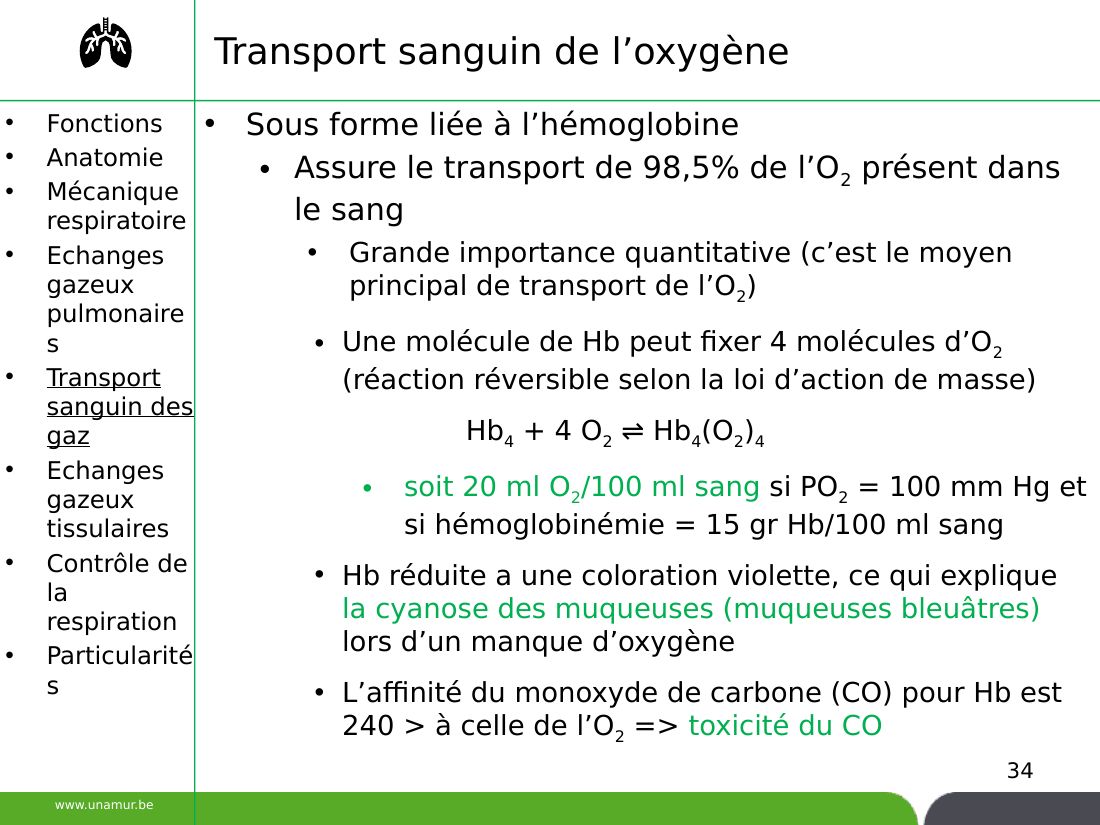 Transport sanguin de l’oxygène
• Fonctions
• Anatomie
• Mécanique
respiratoire
• Echanges
gazeux
pulmonaire
s
• Transport
sanguin des
gaz
• Echanges
gazeux
tissulaires
• Contrôle de
la
respiration
• Particularité
s
• Sous forme liée à l’hémoglobine
• Assure le transport de 98,5% de l’O₂ présent dans
le sang
• Grande importance quantitative (c’est le moyen
principal de transport de l’O₂)
• Une molécule de Hb peut fixer 4 molécules d’O₂
(réaction réversible selon la loi d’action de masse)
Hb₄ + 4 O₂ ⇌ Hb₄(O₂)₄
• soit 20 ml O₂/100 ml sang si PO₂ = 100 mm Hg et
si hémoglobinémie = 15 gr Hb/100 ml sang
• Hb réduite a une coloration violette, ce qui explique
la cyanose des muqueuses (muqueuses bleuâtres)
lors d’un manque d’oxygène
• L’affinité du monoxyde de carbone (CO) pour Hb est
240 > à celle de l’O₂ => toxicité du CO
34
www.unamur.be